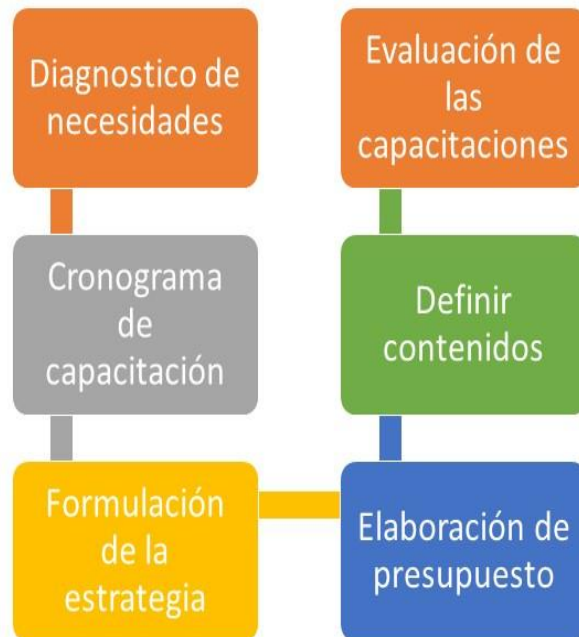 Diagnostico de
necesidades
Cronograma
de
capacitación
Formulación
de la
estrategia
Elaboración de
presupuesto
Definir
contenidos
Evaluación de
las
capacitaciones